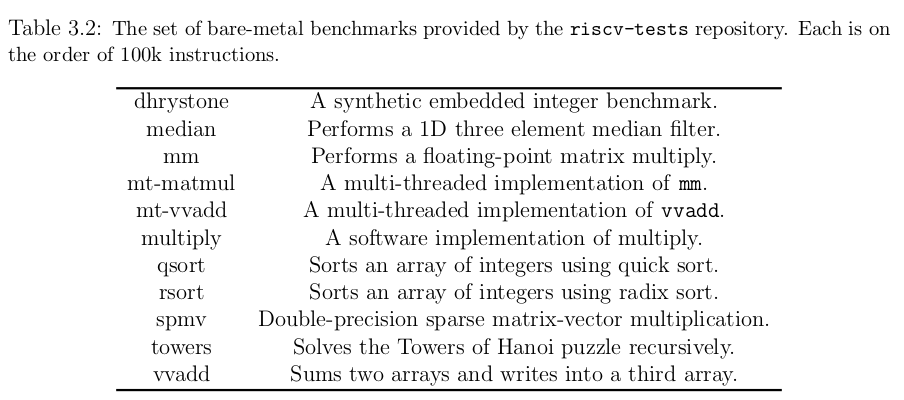 Table 3.2: The set of bare-metal benchmarks provided by the riscv-tests repository. Each is on
the order of 100k instructions.
dhrystone A synthetic embedded integer benchmark.
median Performs a 1D three element median filter.
mm Performs a floating-point matrix multiply.
mt-matmul A multi-threaded implementation of mm.
mt-vvadd A multi-threaded implementation of vvadd.
multiply A software implementation of multiply.
qsort Sorts an array of integers using quick sort.
rsort Sorts an array of integers using radix sort.
spmv Double-precision sparse matrix-vector multiplication.
towers Solves the Towers of Hanoi puzzle recursively.
vvadd Sums two arrays and writes into a third array.